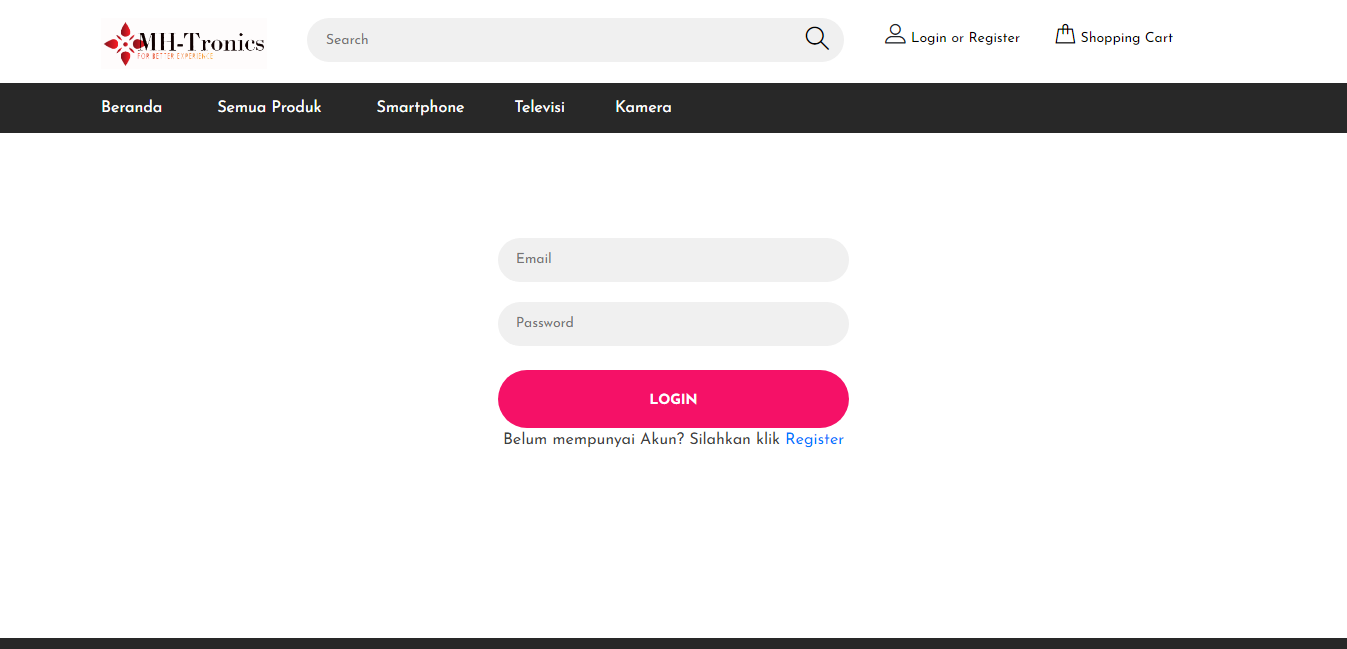 MH-Tronics
FOR BETTER EXPERIENCE
Search
Login or Register
Shopping Cart
Beranda Semua Produk Smartphone Televisi Kamera
Email
Password
LOGIN
Belum mempunyai Akun? Silahkan klik Register